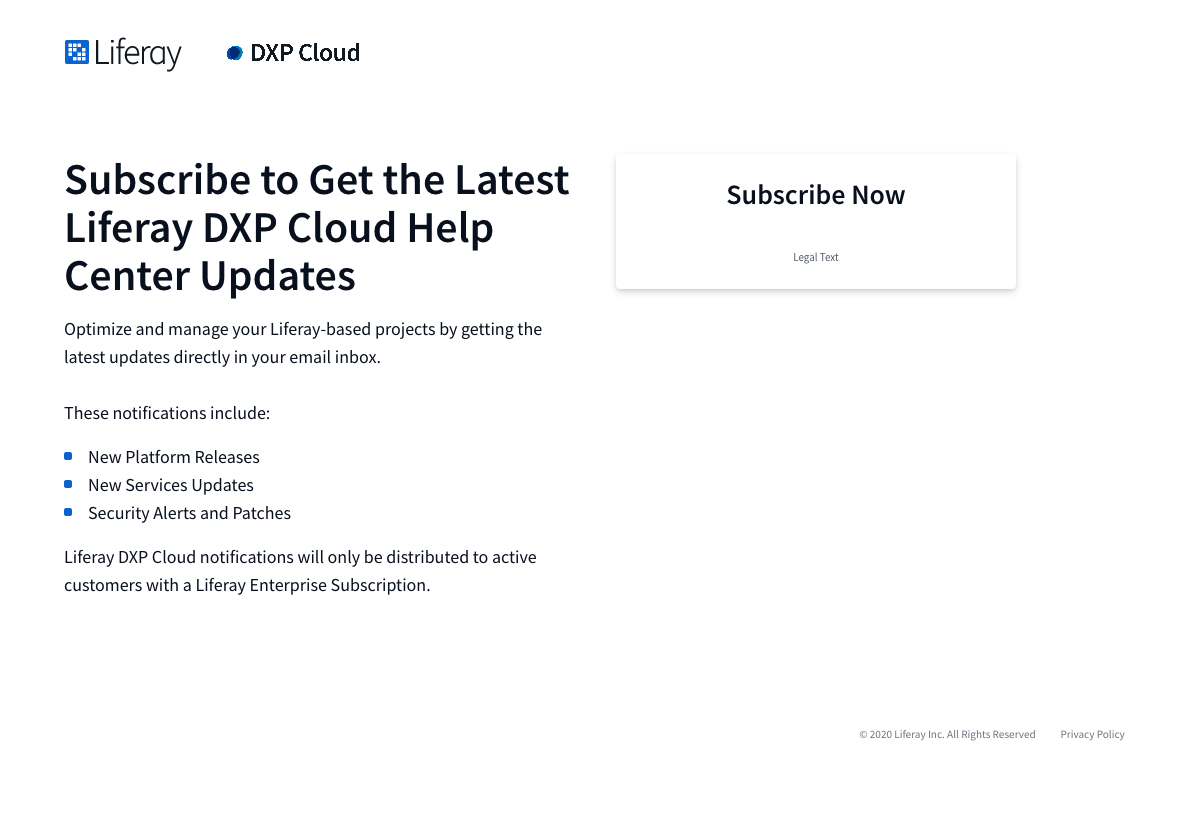 Liferay
DXP Cloud
Subscribe to Get the Latest
Liferay DXP Cloud Help
Center Updates
Optimize and manage your Liferay-based projects by getting the
latest updates directly in your email inbox.
These notifications include:
New Platform Releases
New Services Updates
Security Alerts and Patches
Liferay DXP Cloud notifications will only be distributed to active
customers with a Liferay Enterprise Subscription.
Subscribe Now
Legal Text
© 2020 Liferay Inc. All Rights Reserved
Privacy Policy